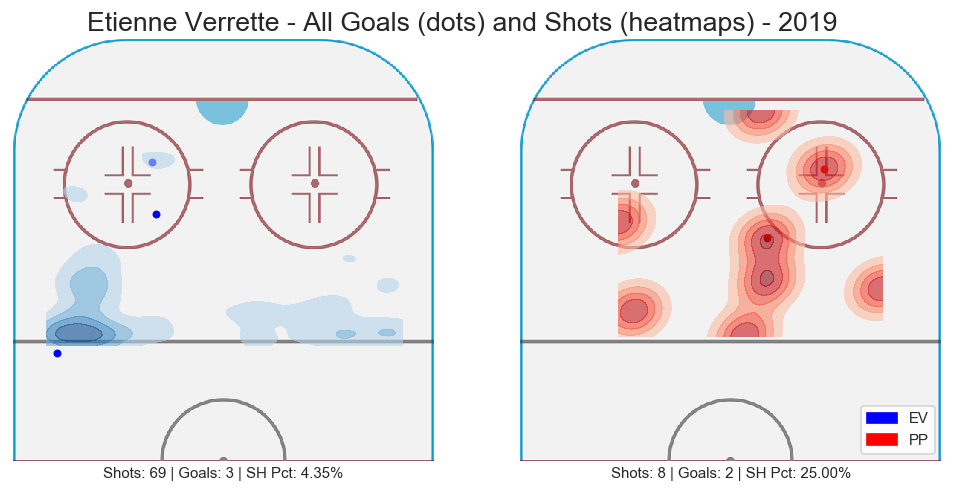 Etienne Verrette - All Goals (dots) and Shots (heatmaps) - 2019
EV
PP
Shots: 69 | Goals: 3 | SH Pct: 4.35%
Shots: 8 | Goals: 2 | SH Pct: 25.00%